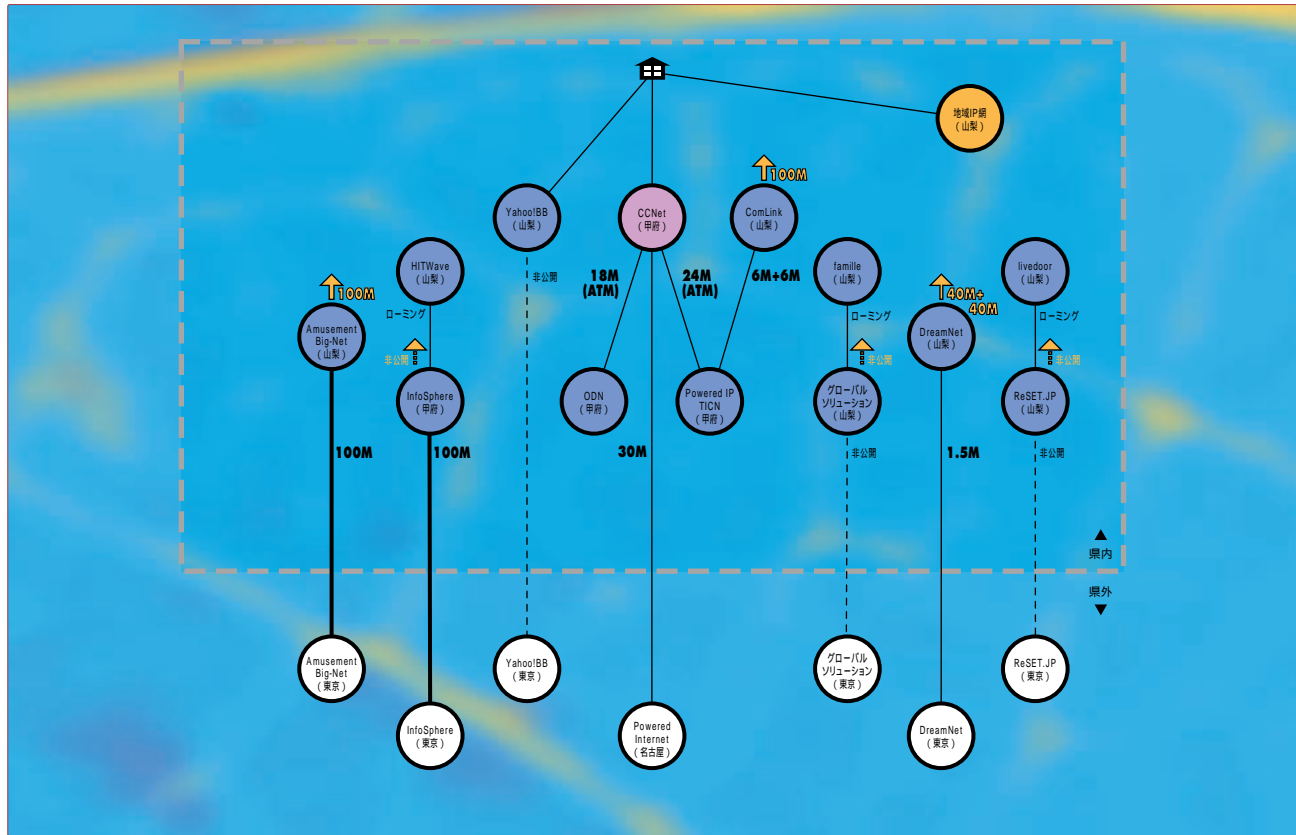 地域IP網
(山梨)
100M
Yahoo!BB
(山梨)
CCNet
(甲府)
ComLink
(山梨)
HITWave
(山梨)
非公開
18M
(ATM)
24M
(ATM)
6M+6M
famille
(山梨)
livedoor
(山梨)
100M
40M+
40M
ローミング
ローミング
ローミング
Amusement
Big-Net
(山梨)
DreamNet
(山梨)
非公開
非公開
非公開
InfoSphere
(甲府)
ODN
(甲府)
Powered IP
TICN
(甲府)
グローバル
ソリューション
(山梨)
ReSET.JP
(山梨)
100M
100M
30M
非公開
1.5M
非公開
▲
県内
県外
▼
Amusement
Big-Net
(東京)
Yahoo!BB
(東京)
グローバル
ソリューション
(東京)
ReSET.JP
(東京)
InfoSphere
(東京)
Powered
Internet
(名古屋)
DreamNet
(東京)